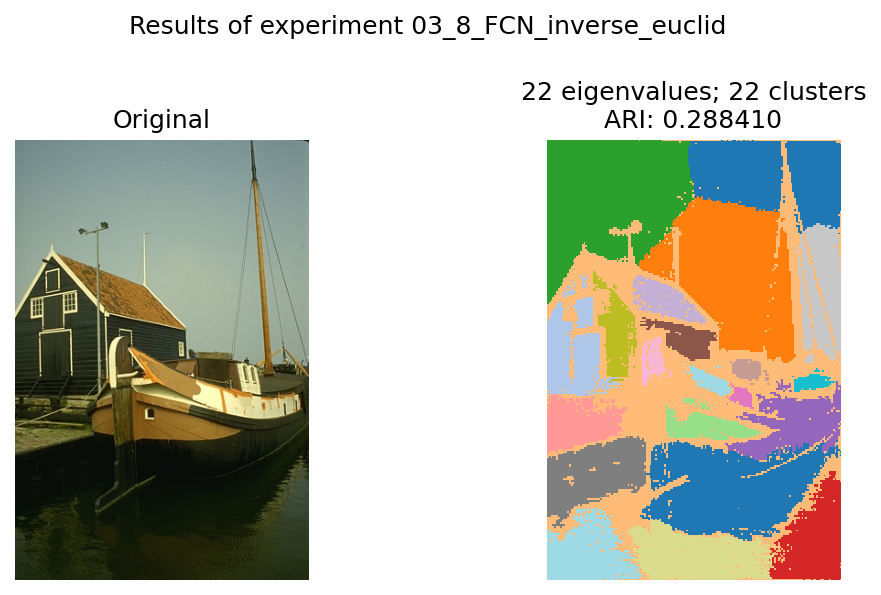 Results of experiment 03_8_FCN_inverse_euclid
Original
22 eigenvalues; 22 clusters
ARI: 0.288410